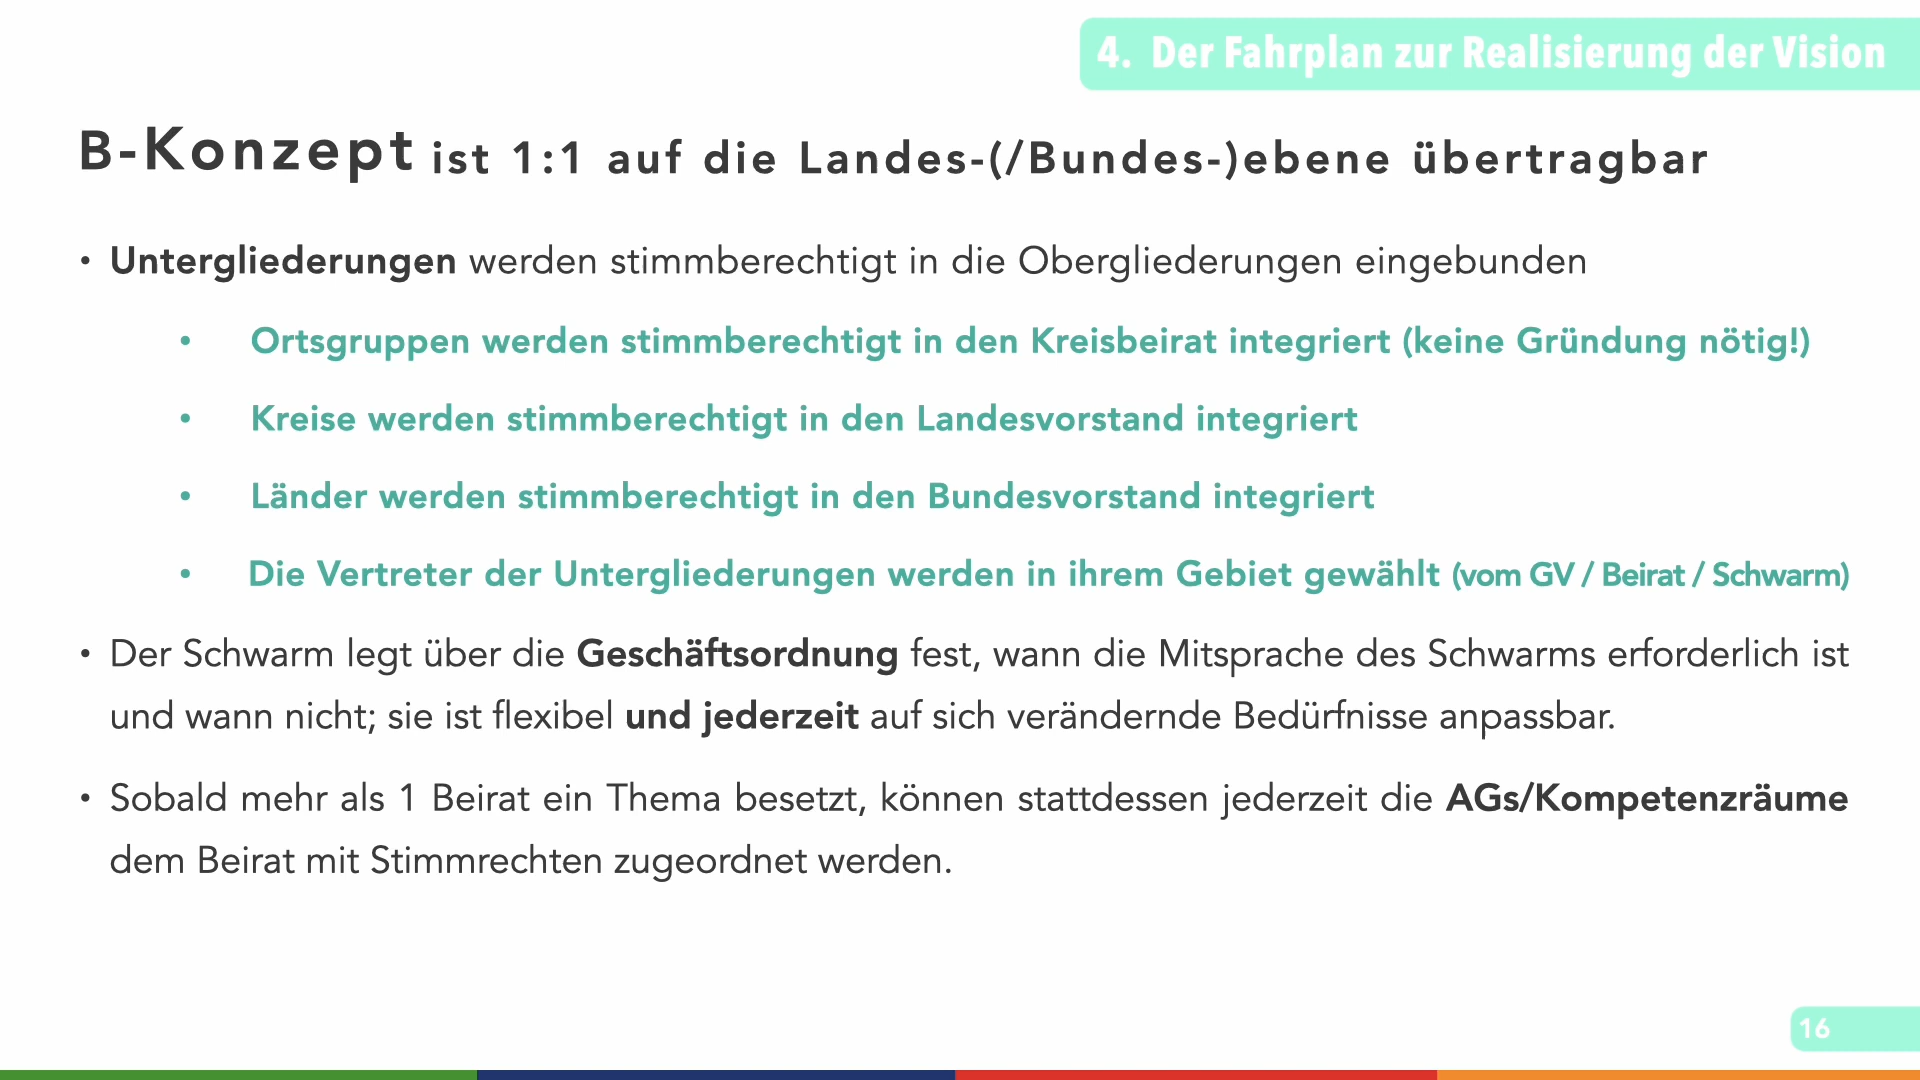 4. Der Fahrplan zur Realisierung der Vision
B-Konzept ist 1:1 auf die Landes-(/Bundes-)ebene übertragbar
• Untergliederungen werden stimmberechtigt in die Obergliederungen eingebunden
• Ortsgruppen werden stimmberechtigt in den Kreisbeirat integriert (keine Gründung nötig!)
• Kreise werden stimmberechtigt in den Landesvorstand integriert
• Länder werden stimmberechtigt in den Bundesvorstand integriert
• Die Vertreter der Untergliederungen werden in ihrem Gebiet gewählt (vom GV / Beirat / Schwarm)
• Der Schwarm legt über die Geschäftsordnung fest, wann die Mitsprache des Schwarms erforderlich ist
und wann nicht; sie ist flexibel und jederzeit auf sich verändernde Bedürfnisse anpassbar.
• Sobald mehr als 1 Beirat ein Thema besetzt, können stattdessen jederzeit die AGs/Kompetenzräume
dem Beirat mit Stimmrechten zugeordnet werden.
16